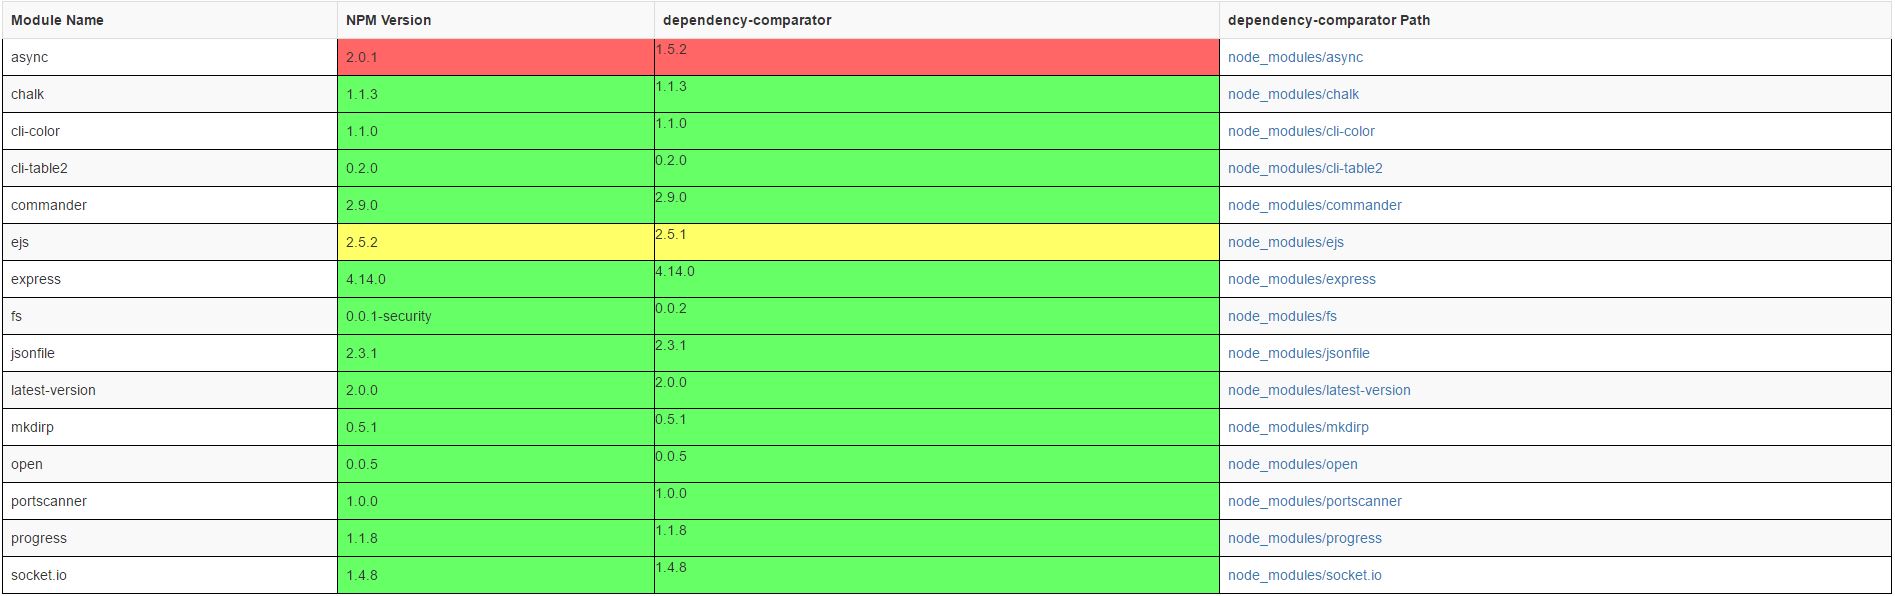 Module Name NPM Version dependency-comparator dependency-comparator Path
async 2.0.1 1.5.2 node_modules/async
chalk 1.1.3 1.1.3 node_modules/chalk
cli-color 1.1.0 1.1.0 node_modules/cli-color
cli-table2 0.2.0 0.2.0 node_modules/cli-table2
commander 2.9.0 2.9.0 node_modules/commander
ejs 2.5.2 2.5.1 node_modules/ejs
express 4.14.0 4.14.0 node_modules/express
fs 0.0.1-security 0.0.2 node_modules/fs
jsonfile 2.3.1 2.3.1 node_modules/jsonfile
latest-version 2.0.0 2.0.0 node_modules/latest-version
mkdirp 0.5.1 0.5.1 node_modules/mkdirp
open 0.0.5 0.0.5 node_modules/open
portscanner 1.0.0 1.0.0 node_modules/portscanner
progress 1.1.8 1.1.8 node_modules/progress
socket.io 1.4.8 1.4.8 node_modules/socket.io